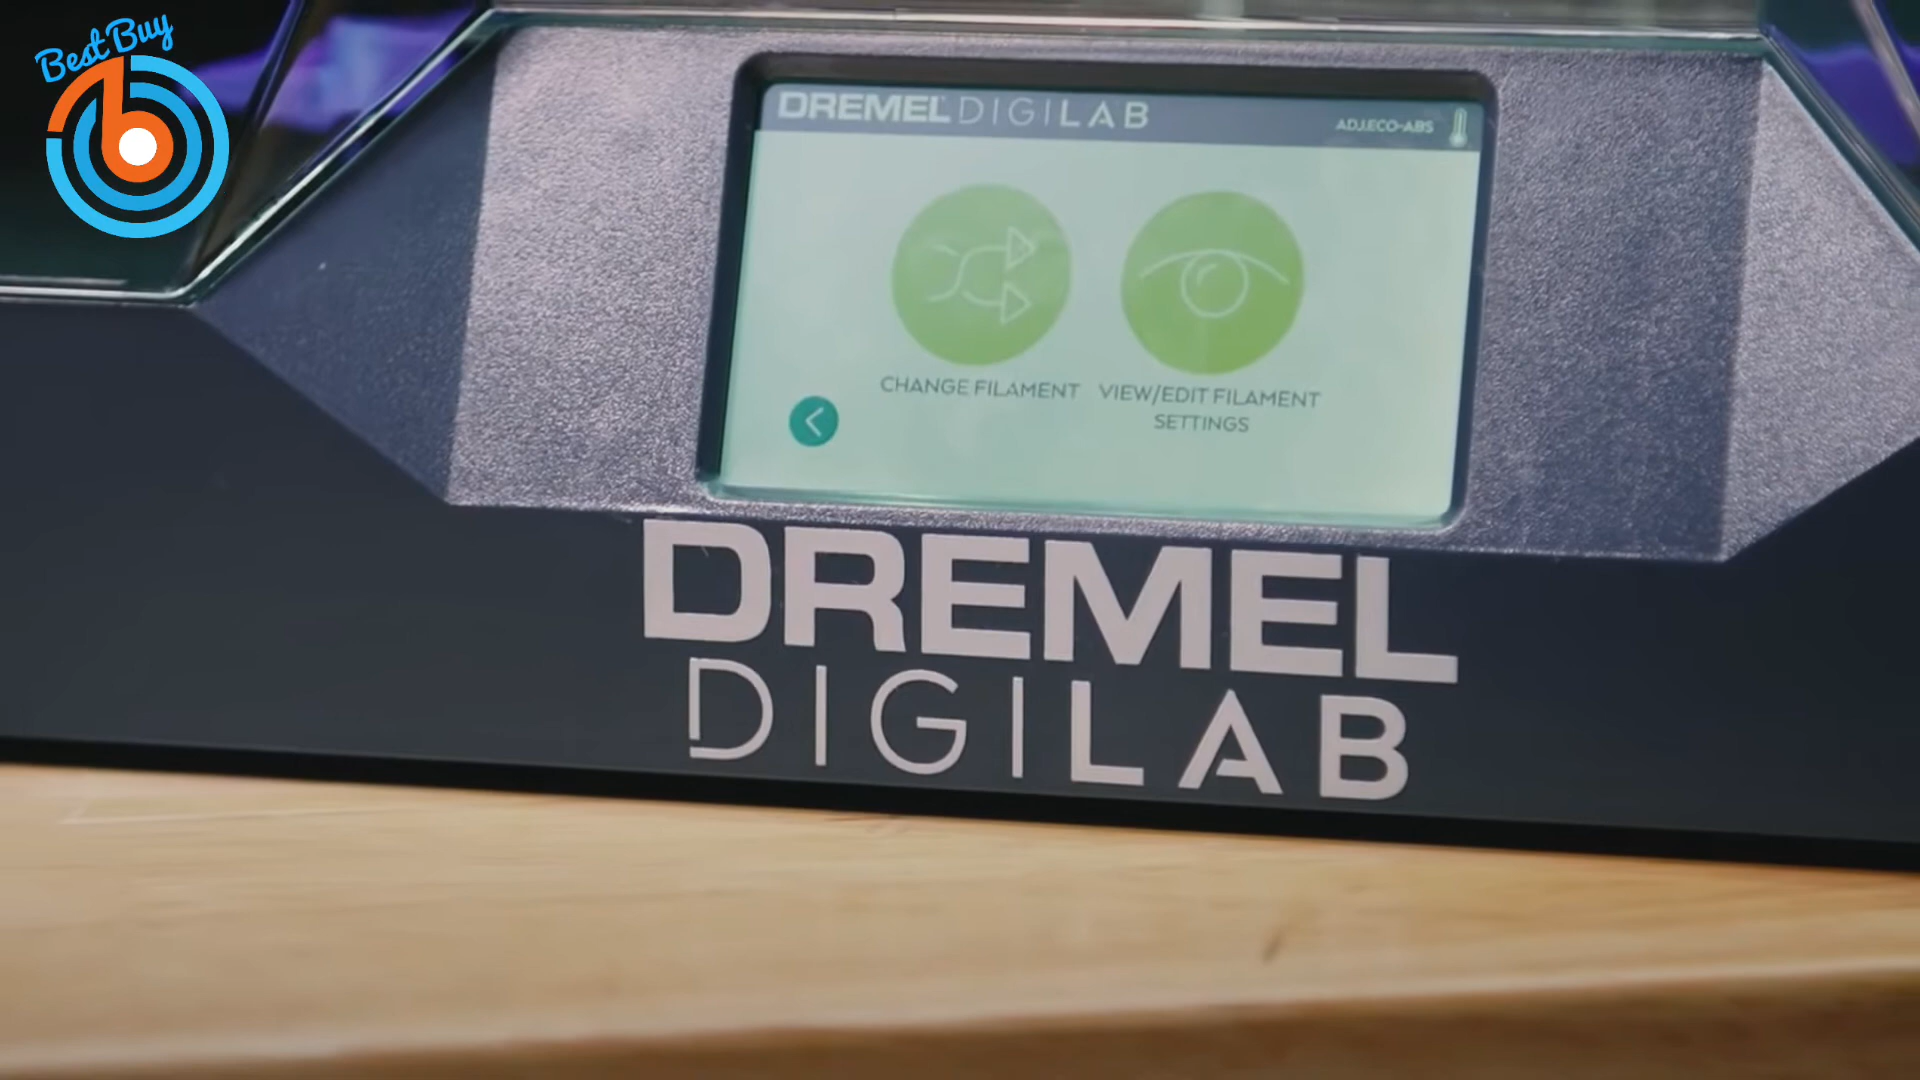 Best Buy
DREMEL DIGILAB
ADJ.ECO-ABS
CHANGE FILAMENT
VIEW/EDIT FILAMENT
SETTINGS
DREMEL
DIGILAB